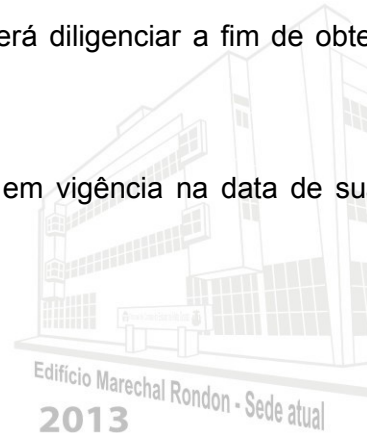 erá diligenciar a fim de obte
em vigência na data de su
Edifício Marechal Rondon - Sede atual
2013